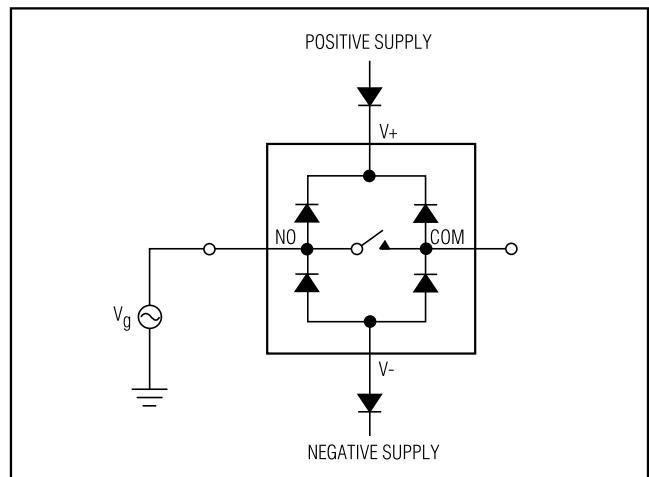 POSITIVE SUPPLY
V+
NO
COM
Vg
V-
NEGATIVE SUPPLY